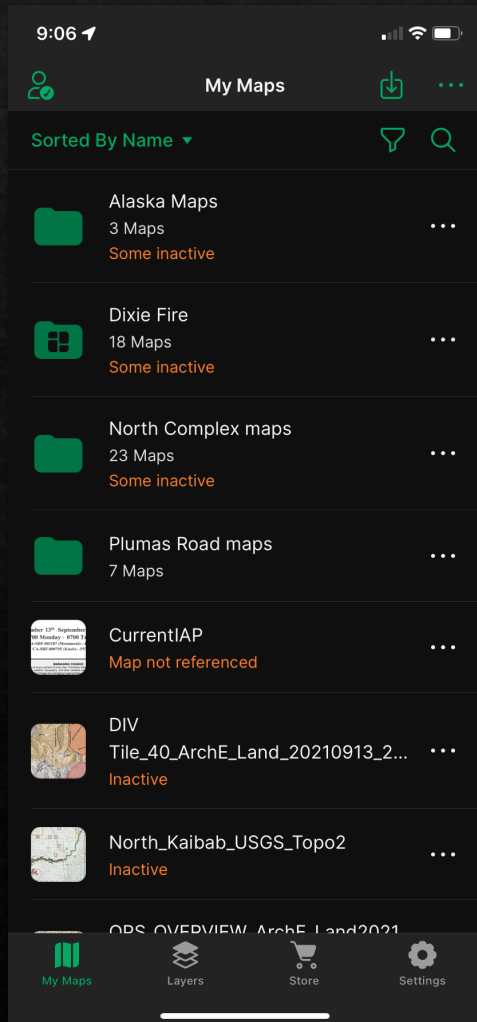 9:06
My Maps
Sorted By Name
Alaska Maps
3 Maps
Some inactive
Dixie Fire
18 Maps
Some inactive
North Complex maps
23 Maps
Some inactive
Plumas Road maps
7 Maps
CurrentIAP
Map not referenced
DIV
Tile_40_ArchE_Land_20210913_2...
Inactive
North_Kaibab_USGS_Topo2
Inactive
OPS_OVERVIEW_ArchE_Land2021
My Maps
Layers
Store
Settings